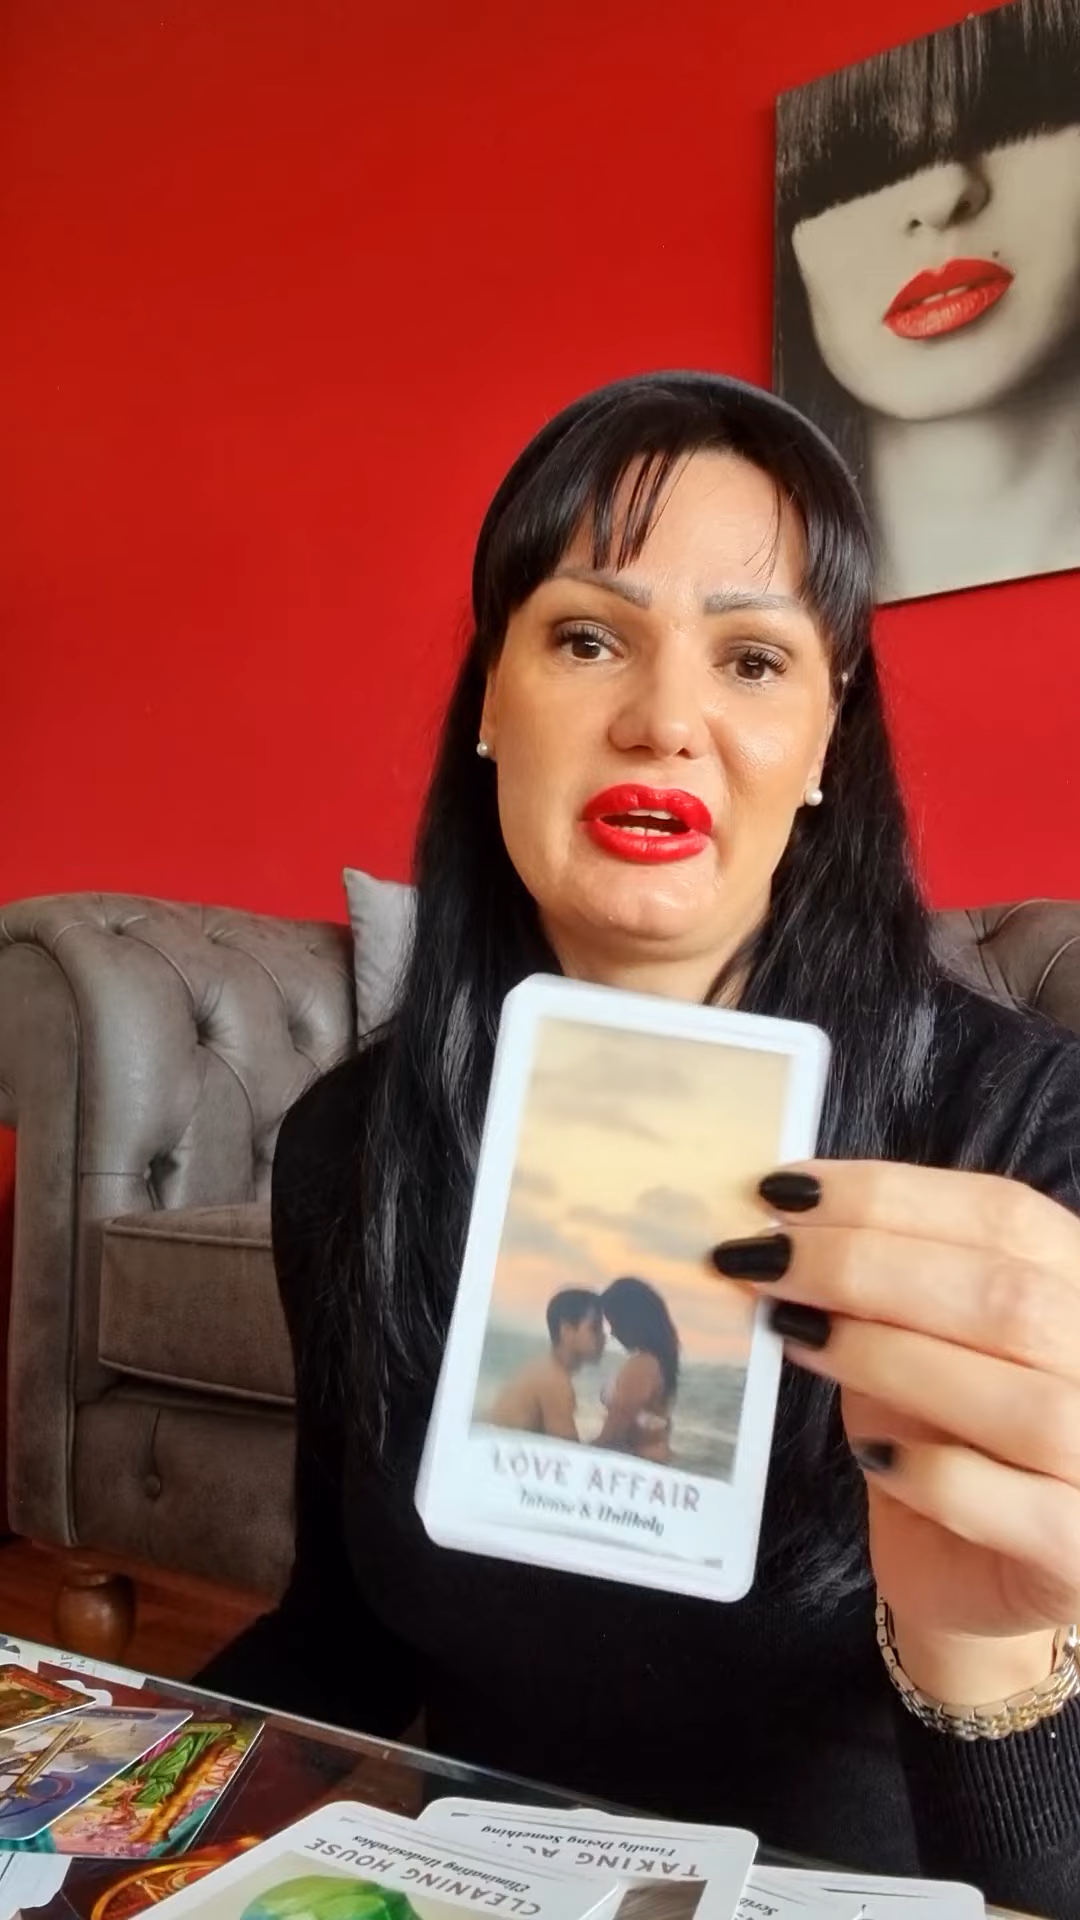 LOVE AFFAIR
Intense & Unlikely
TAKING
Finally Doing Something
CLEANING HOUSE
Eliminating Undesirables